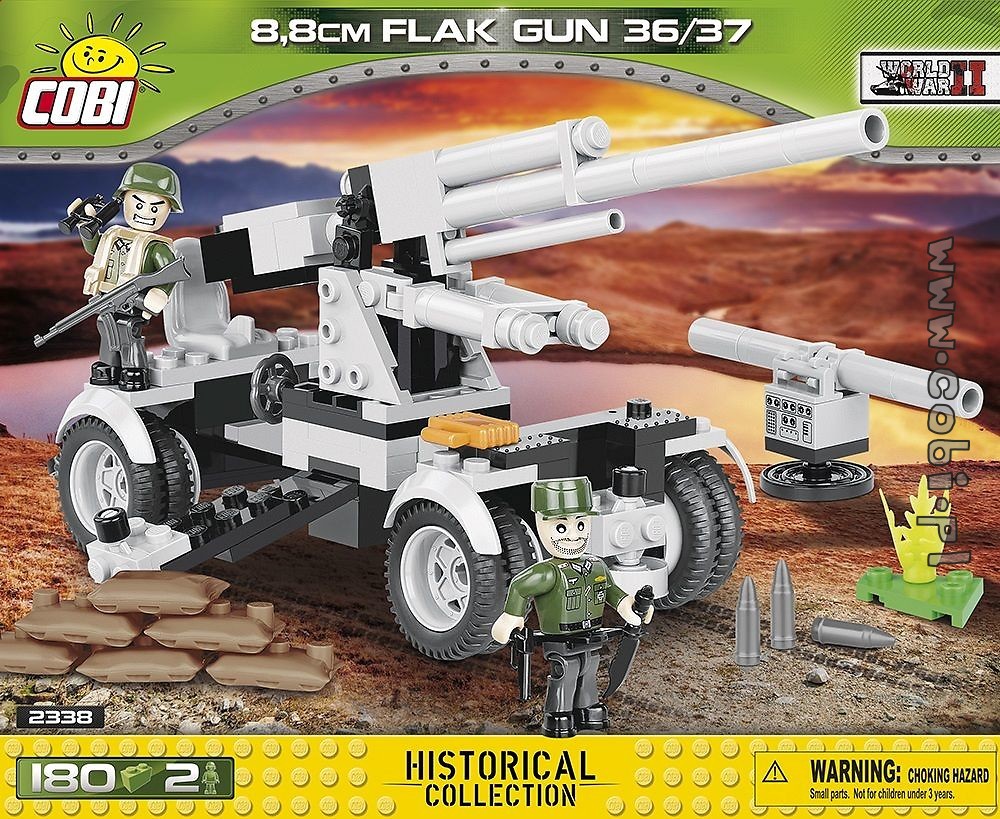 8,8CM FLAK GUN 36/37
COBI
WORLD WAR II
www.cobi.pl
2338
180 2
HISTORICAL
COLLECTION
WARNING: CHOKING HAZARD
Small parts. Not for children under 3 years.